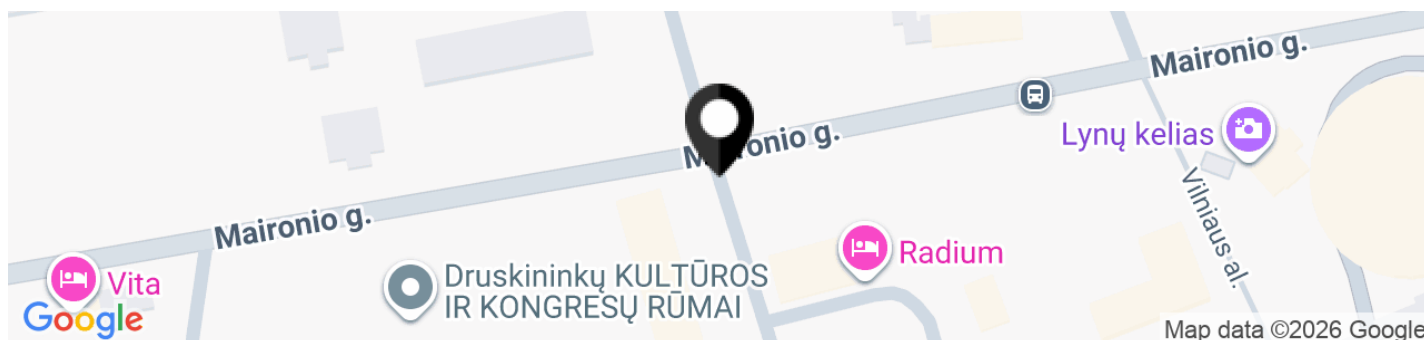 Maironio g.
Maironio g.
Lynų kelias
Vilniaus al.
Maironio g.
Radium
Druskininkų KULTŪROS
IR KONGRESŲ RŪMAI
Vita
Google
Map data ©2026 Google